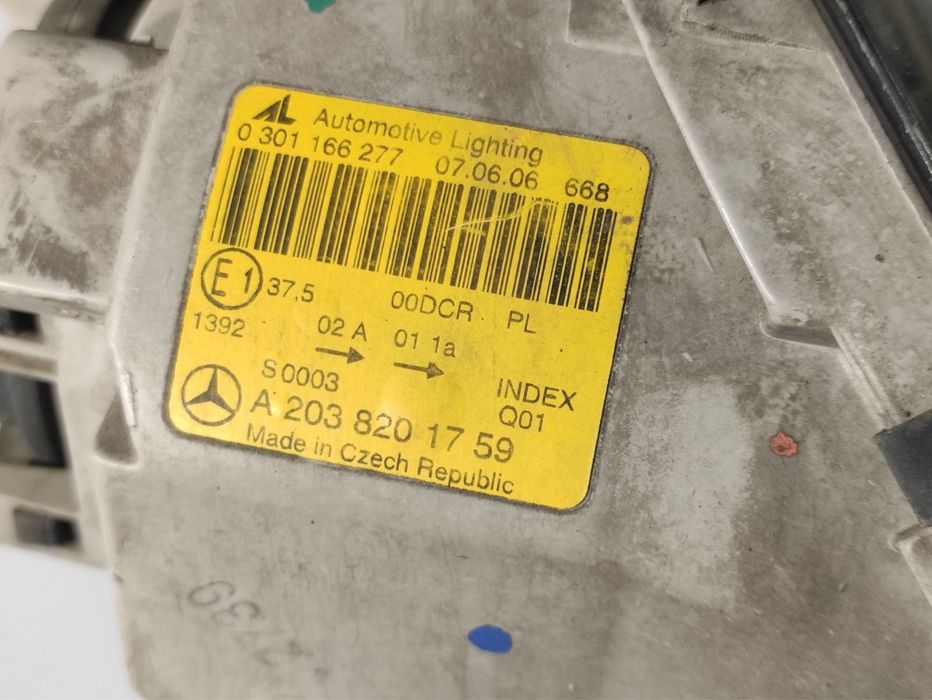 AL Automotive Lighting
0 301 166 277 07.06.06 668
E1 37,5 00DCR PL
1392 02 A 01 1a
S 0003 INDEX
A 203 820 17 59 Q01
Made in Czech Republic